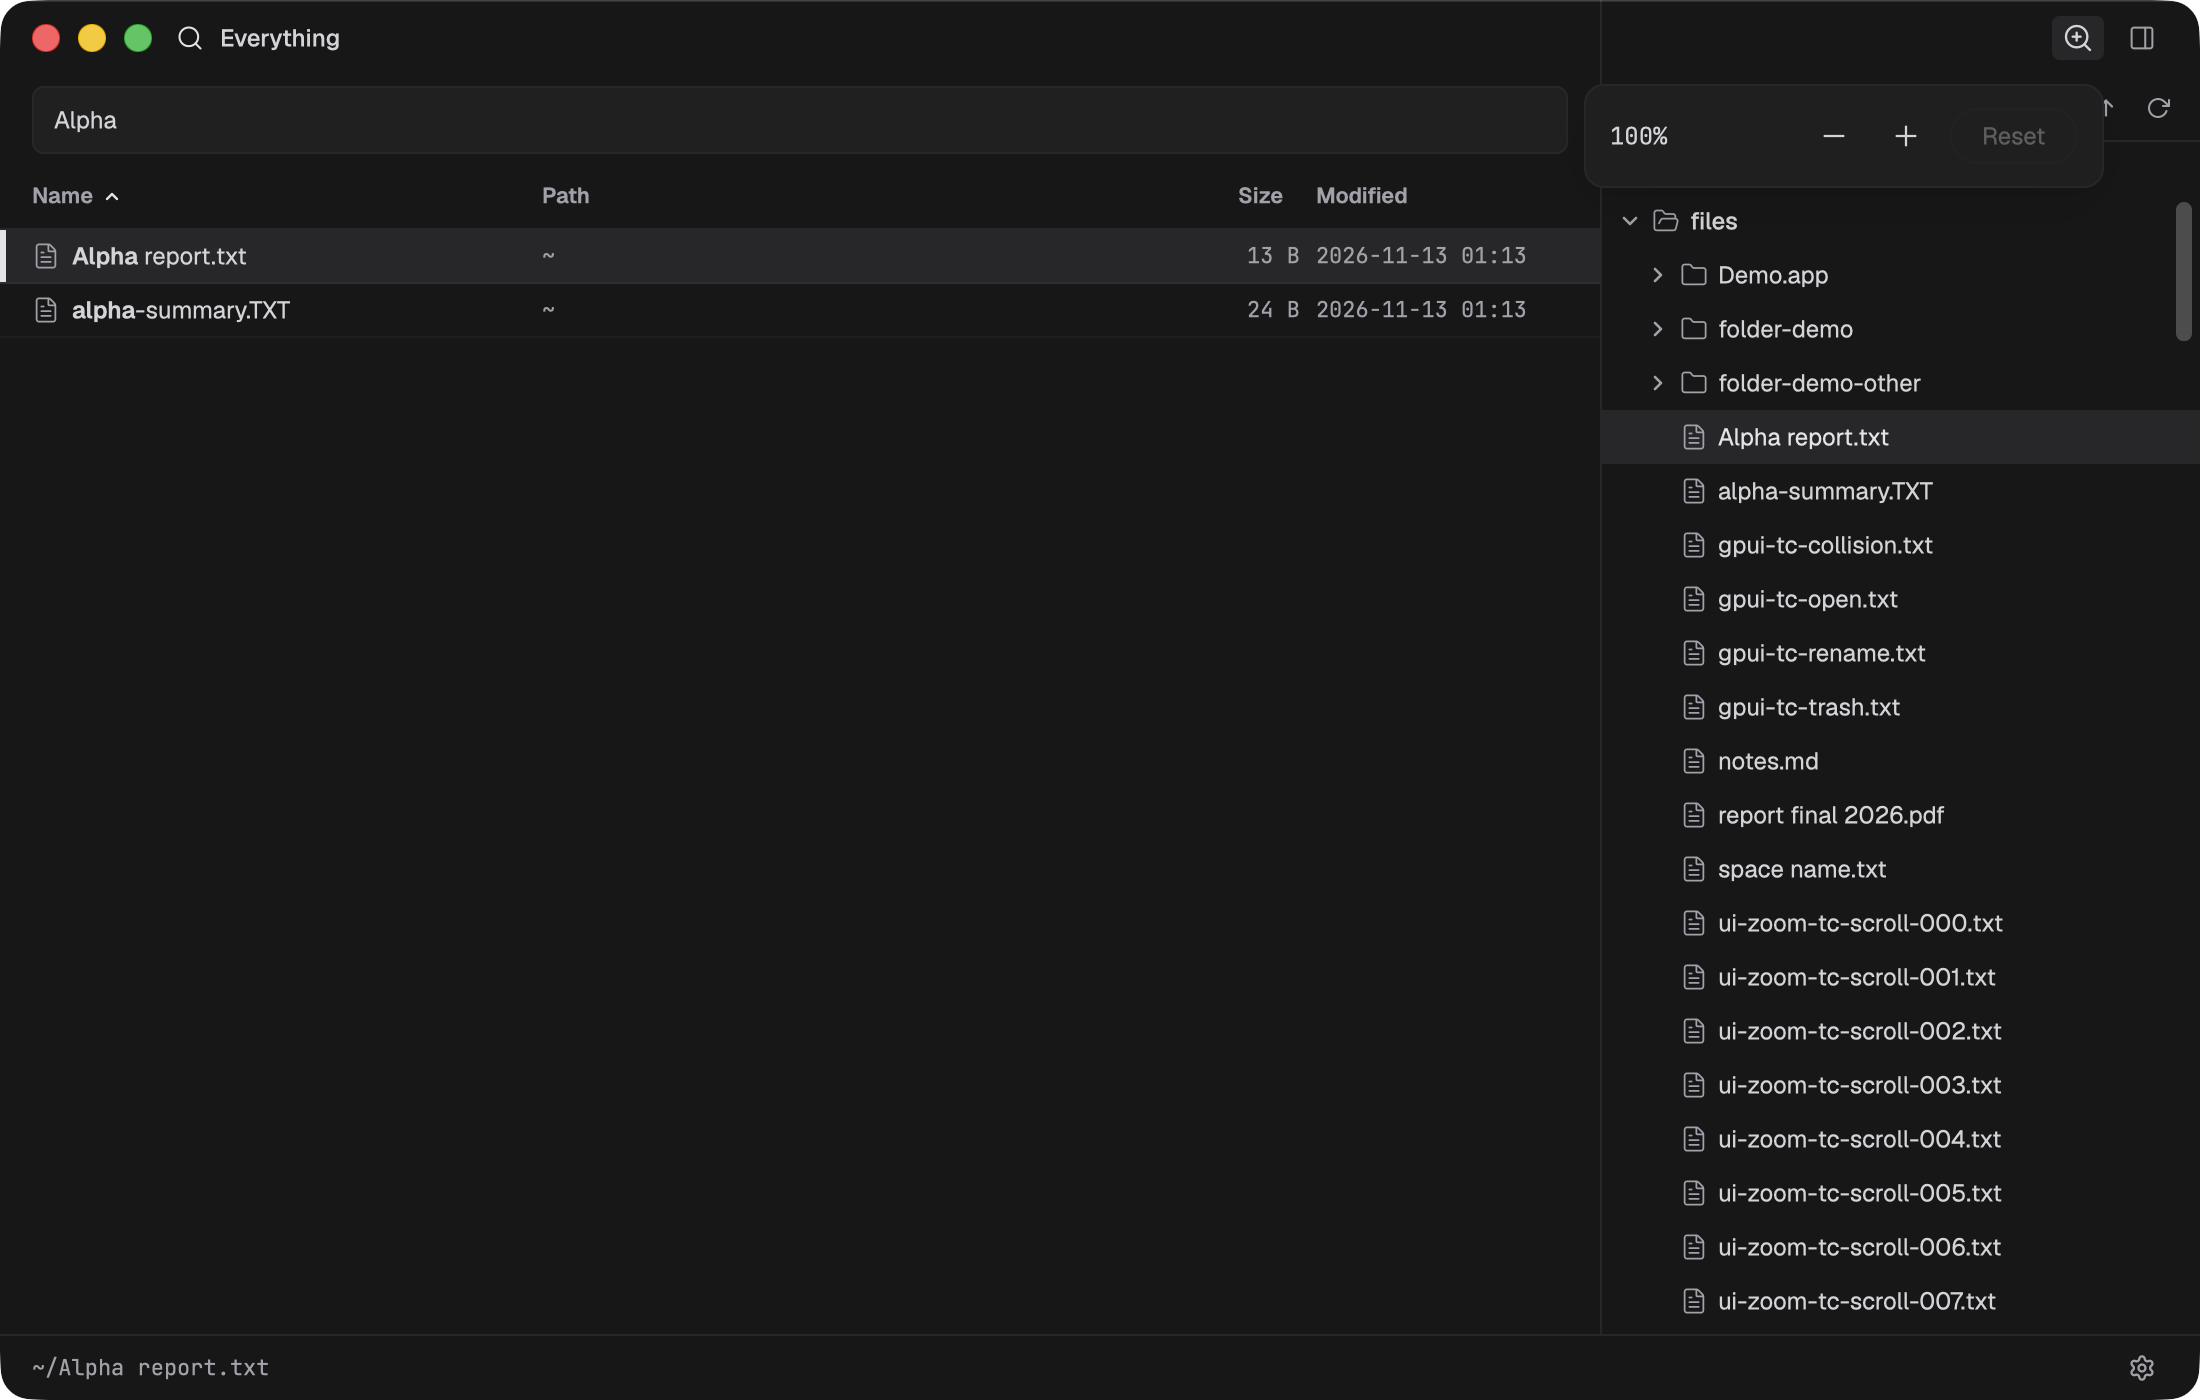 Everything
Alpha
100% Reset
Name Path Size Modified
Alpha report.txt ~ 13 B 2026-11-13 01:13
alpha-summary.TXT ~ 24 B 2026-11-13 01:13
files
Demo.app
folder-demo
folder-demo-other
Alpha report.txt
alpha-summary.TXT
gpui-tc-collision.txt
gpui-tc-open.txt
gpui-tc-rename.txt
gpui-tc-trash.txt
notes.md
report final 2026.pdf
space name.txt
ui-zoom-tc-scroll-000.txt
ui-zoom-tc-scroll-001.txt
ui-zoom-tc-scroll-002.txt
ui-zoom-tc-scroll-003.txt
ui-zoom-tc-scroll-004.txt
ui-zoom-tc-scroll-005.txt
ui-zoom-tc-scroll-006.txt
ui-zoom-tc-scroll-007.txt
~/Alpha report.txt